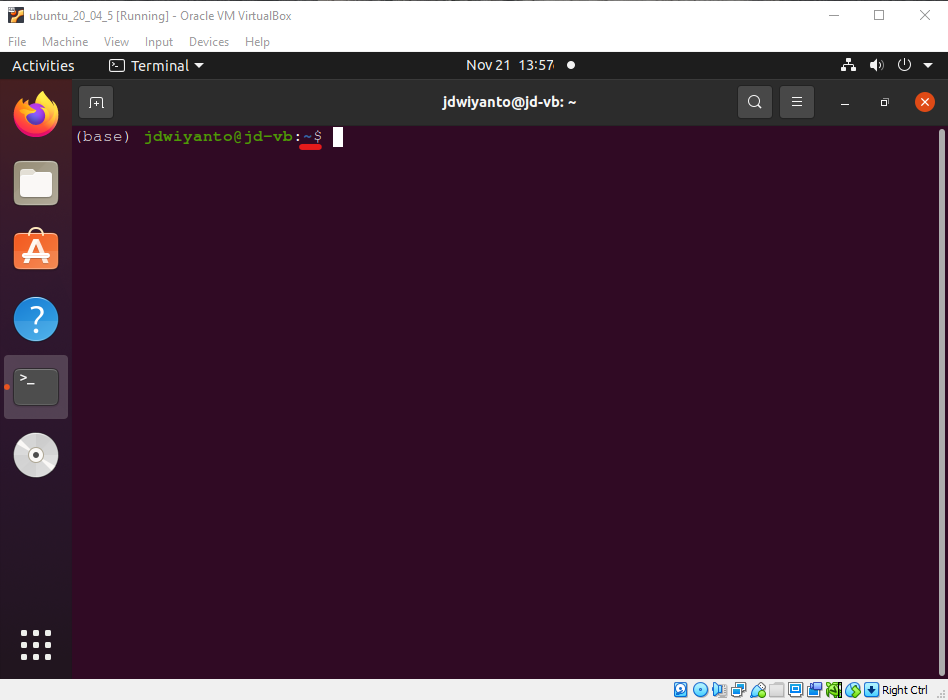 ubuntu_20_04_5 [Running] - Oracle VM VirtualBox
File Machine View Input Devices Help
Activities Terminal Nov 21 13:57
jdwiyanto@jd-vb: ~
(base) jdwiyanto@jd-vb:~$
>_
?
Right Ctrl